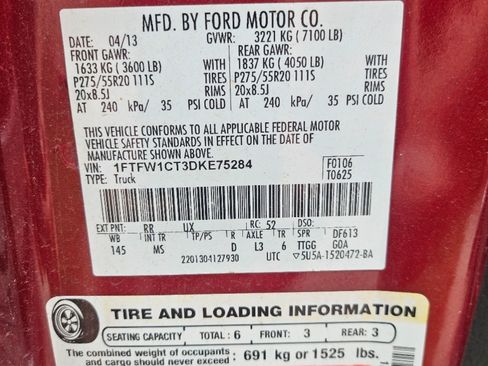 MFD. BY FORD MOTOR CO.
DATE: 04/13 GVWR: 3221 KG (7100 LB)
FRONT GAWR: REAR GAWR:
1633 KG (3600 LB) WITH 1837 KG (4050 LB)
P275/55R20 111S TIRES P275/55R20 111S
20x8.5J RIMS 20x8.5J
AT 240 kPa/ 35 PSI COLD AT 240 kPa/ 35 PSI COLD
THIS VEHICLE CONFORMS TO ALL APPLICABLE FEDERAL MOTOR
VEHICLE SAFETY STANDARDS IN EFFECT ON THE DATE OF
MANUFACTURE SHOWN ABOVE.
VIN: 1FTFW1CT3DKE75284 F0106
TYPE: Truck T0625
EXT PNT: RR UX RC: 52 DSO:
WB INT TR TP/PS R AXLE TR SPR DF613
145 MS D L3 6 TTGG GOA
2201304127930 UTC 5U5A-1520472-BA
TIRE AND LOADING INFORMATION
SEATING CAPACITY TOTAL: 6 FRONT: 3 REAR: 3
The combined weight of occupants
and cargo should never exceed 691 kg or 1525 lbs.